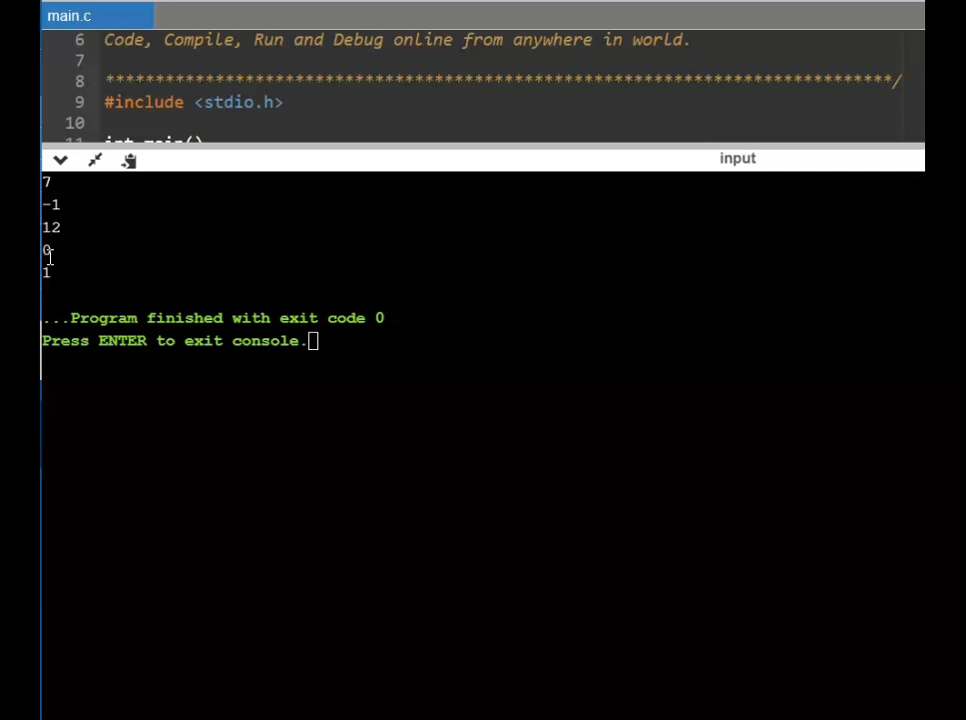 main.c
6 Code, Compile, Run and Debug online from anywhere in world.
7
8 *******************************************************************************/
9 #include <stdio.h>
10
11 int main()
input
7
-1
12
0
1
...Program finished with exit code 0
Press ENTER to exit console.